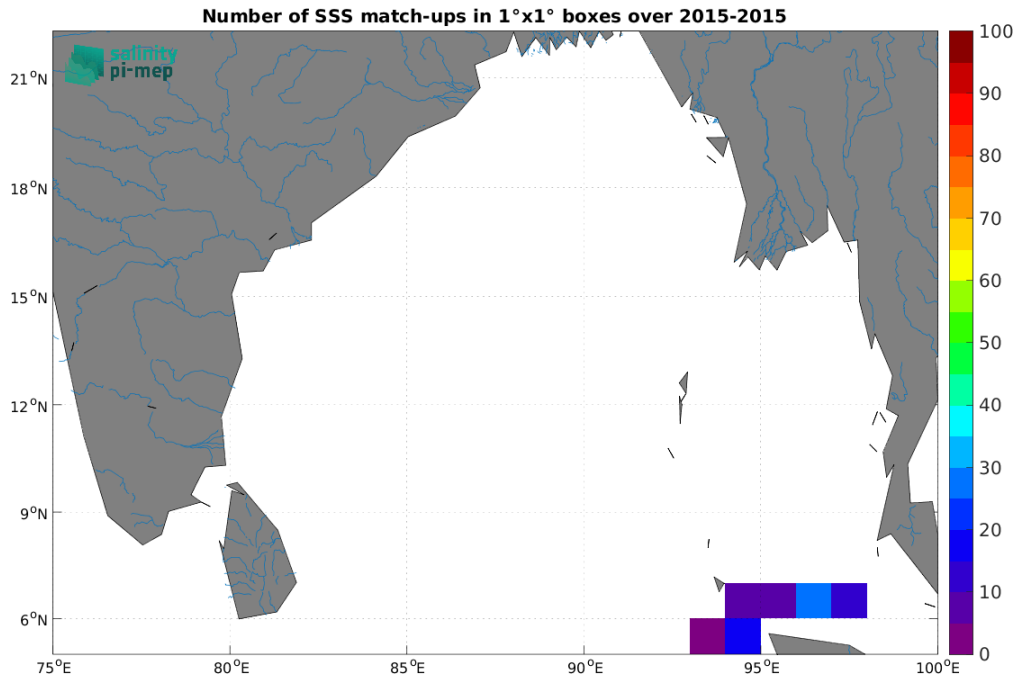 Number of SSS match-ups in 1°x1° boxes over 2015-2015
salinity
pi-mep
21°N
18°N
15°N
12°N
9°N
6°N
75°E
80°E
85°E
90°E
95°E
100°E
100
90
80
70
60
50
40
30
20
10
0